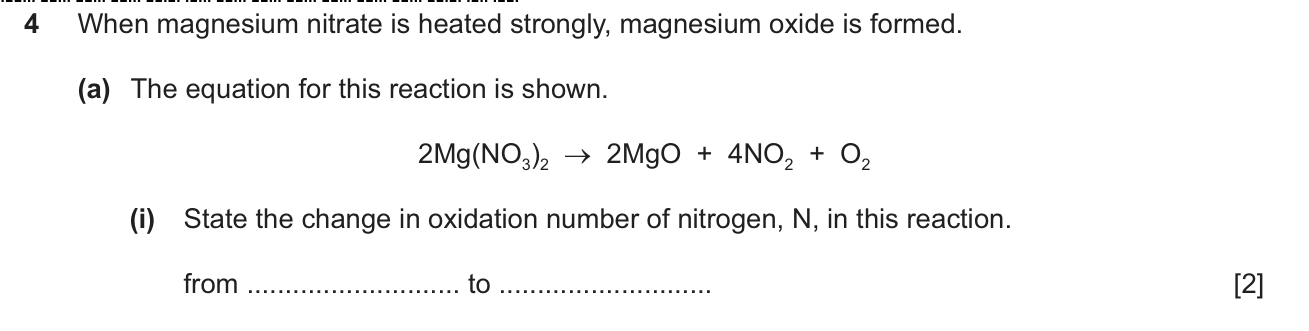 4 When magnesium nitrate is heated strongly, magnesium oxide is formed.
(a) The equation for this reaction is shown.
2Mg(NO₃)₂ → 2MgO + 4NO₂ + O₂
(i) State the change in oxidation number of nitrogen, N, in this reaction.
from ............................ to ............................ [2]